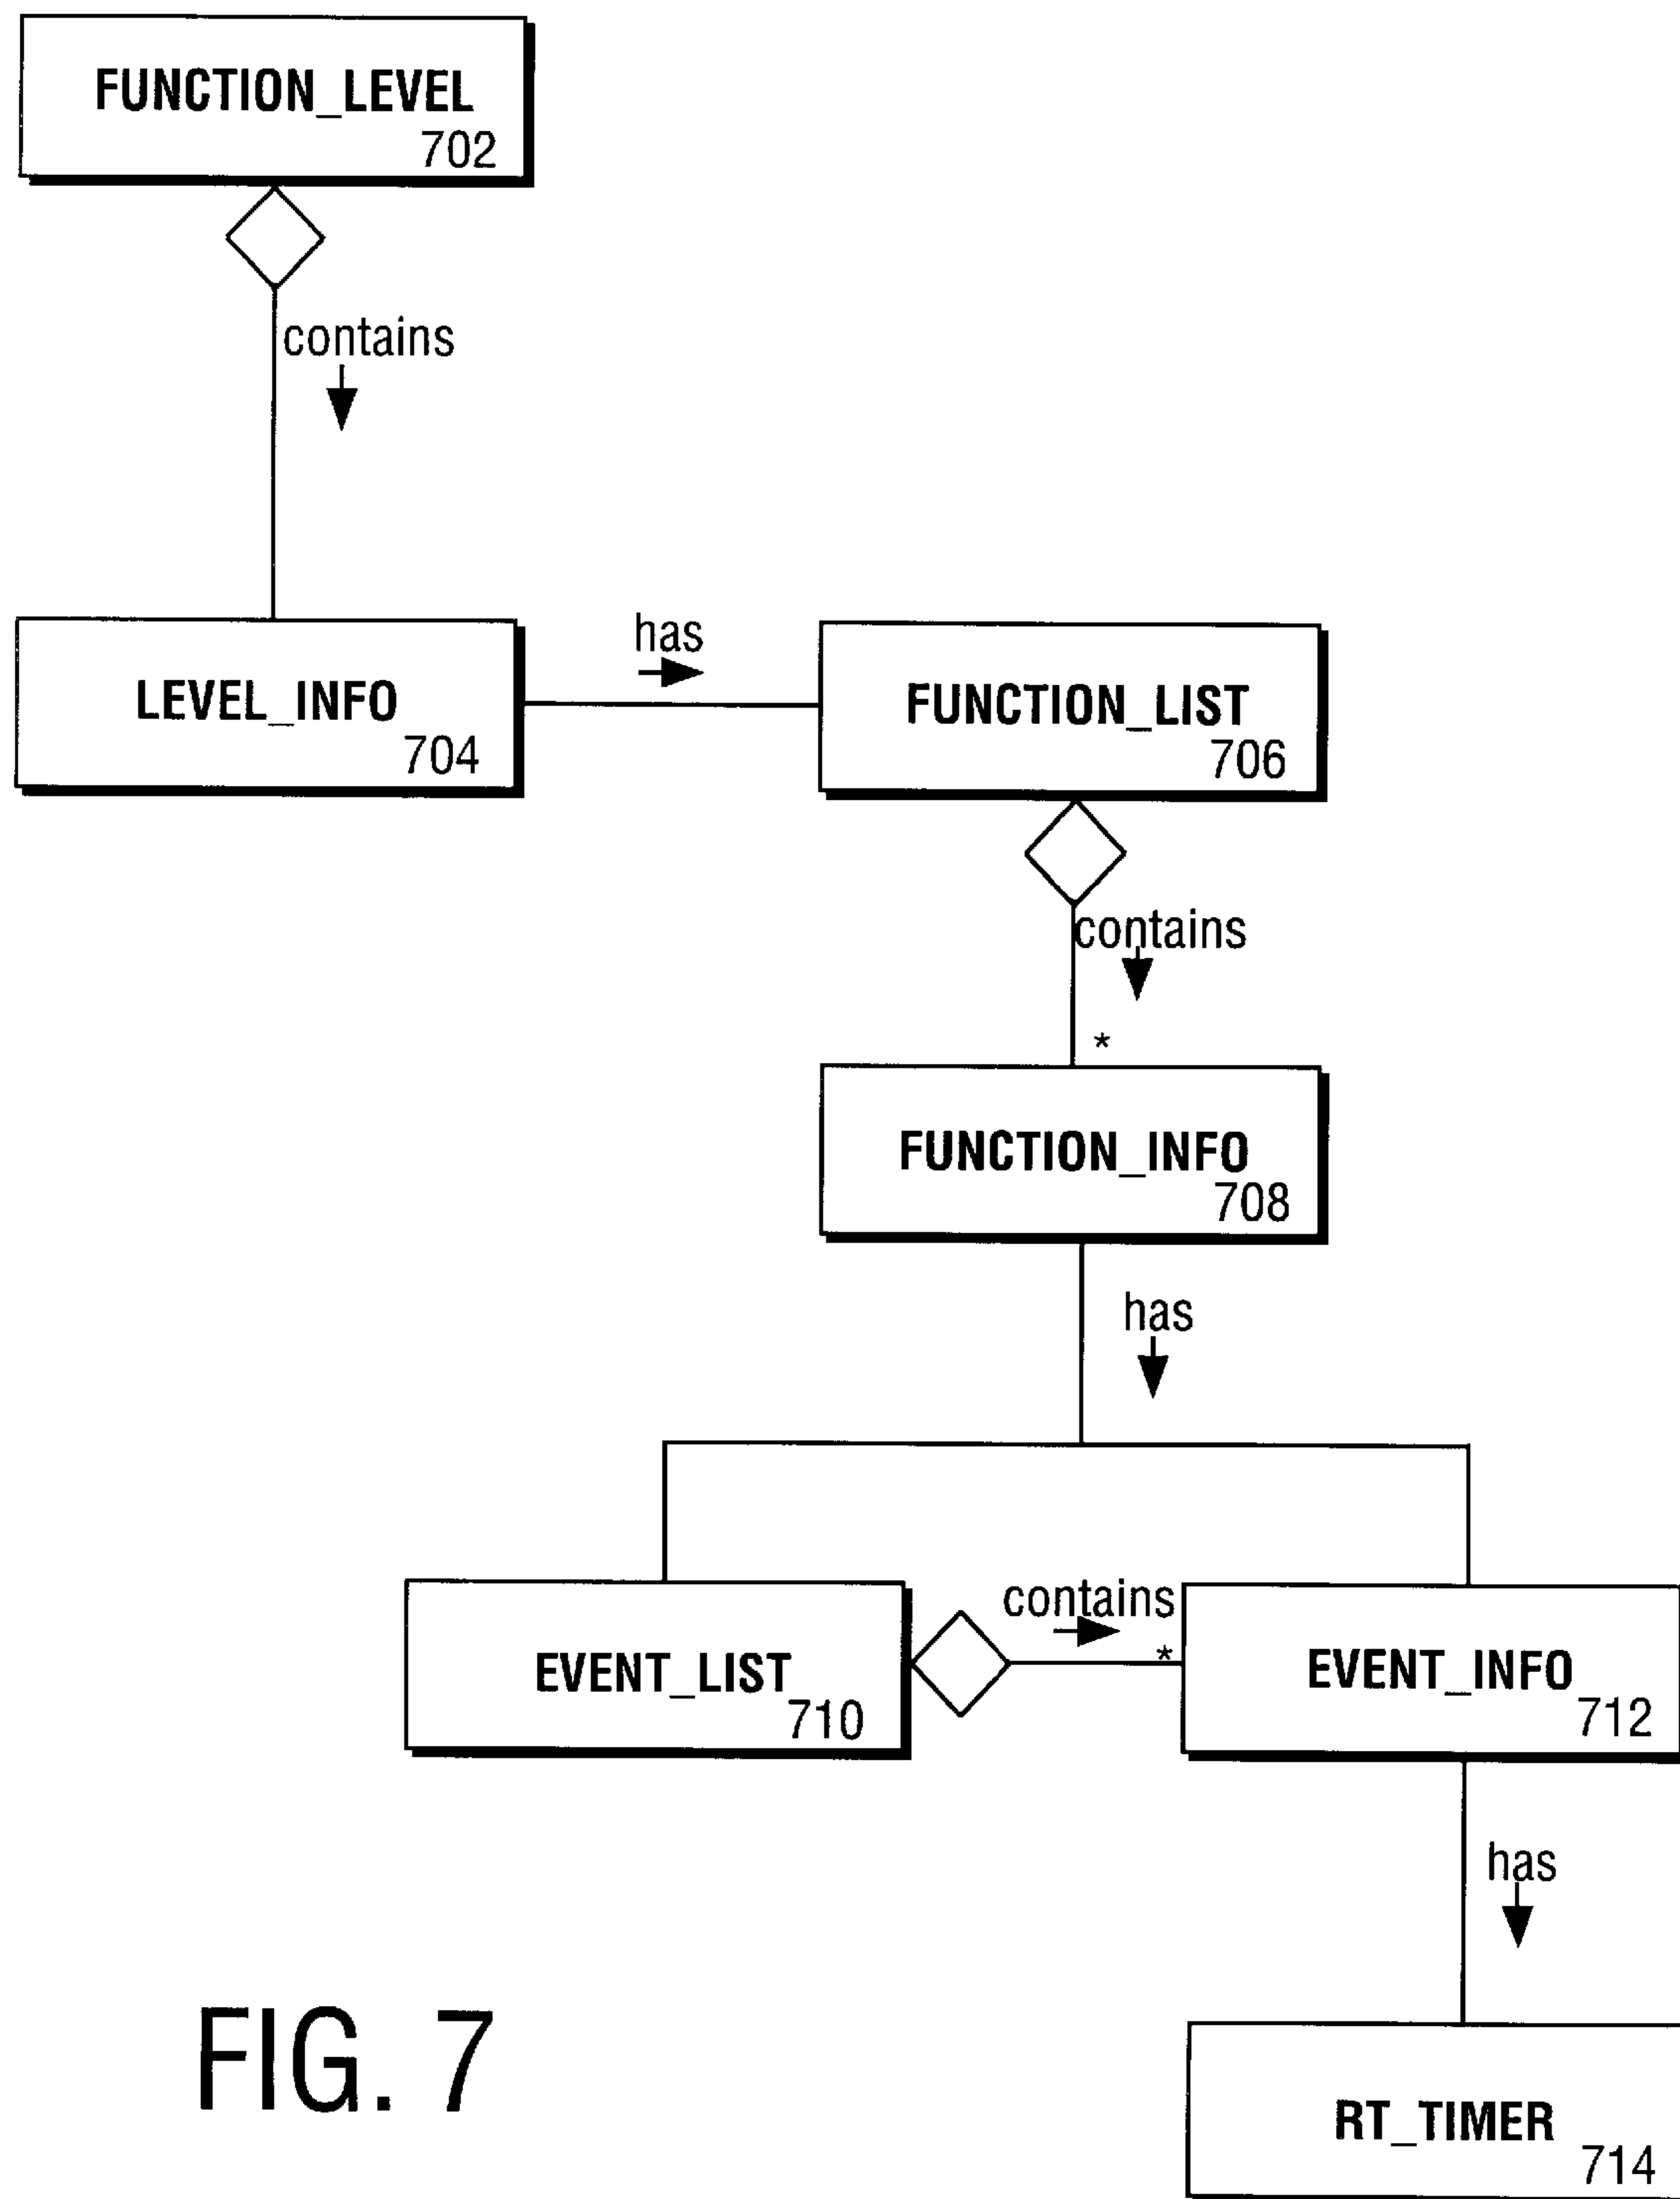 FUNCTION_LEVEL
702
contains
has
LEVEL_INFO
704
FUNCTION_LIST
706
contains
*
FUNCTION_INFO
708
has
contains
*
EVENT_LIST
710
EVENT_INFO
712
has
FIG. 7
RT_TIMER
714